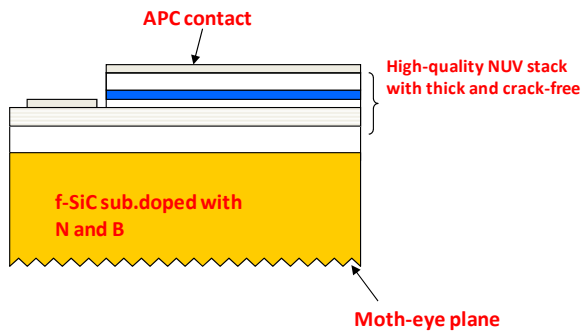 APC contact
High-quality NUV stack
with thick and crack-free
f-SiC sub.doped with
N and B
Moth-eye plane